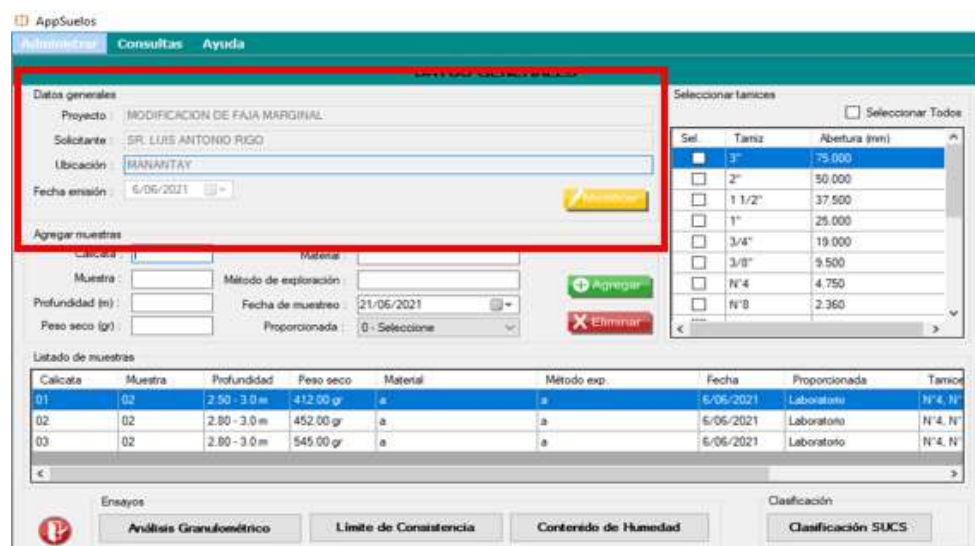 AppSuelos
Administrar Consultas Ayuda
DATOS GENERALES
Datos generales
Proyecto : MODIFICACION DE FAJA MARGINAL
Solicitante : SR. LUIS ANTONIO RIGO
Ubicación : MANANTAY
Fecha emisión : 6/06/2021
Modificar
Seleccionar tamices
Seleccionar Todos
Sel. Tamiz Abertura (mm)
3" 75.000
2" 50.000
1 1/2" 37.500
1" 25.000
3/4" 19.000
3/8" 9.500
N°4 4.750
N°8 2.360
Agregar muestras
Calicata :
Material :
Muestra :
Método de exploración :
Profundidad (m) :
Fecha de muestreo : 21/06/2021
Peso seco (gr) :
Proporcionada : 0 - Seleccione
Agregar
Eliminar
Listado de muestras
Calicata Muestra Profundidad Peso seco Material Método exp. Fecha Proporcionada Tamice
01 02 2.50 - 3.0 m 412.00 gr a a 6/06/2021 Laboratorio N°4, N°
02 02 2.80 - 3.0 m 452.00 gr a a 6/06/2021 Laboratorio N°4, N°
03 02 2.80 - 3.0 m 545.00 gr a a 6/06/2021 Laboratorio N°4, N°
Ensayos
Análisis Granulométrico Límite de Consistencia Contenido de Humedad
Clasificación
Clasificación SUCS